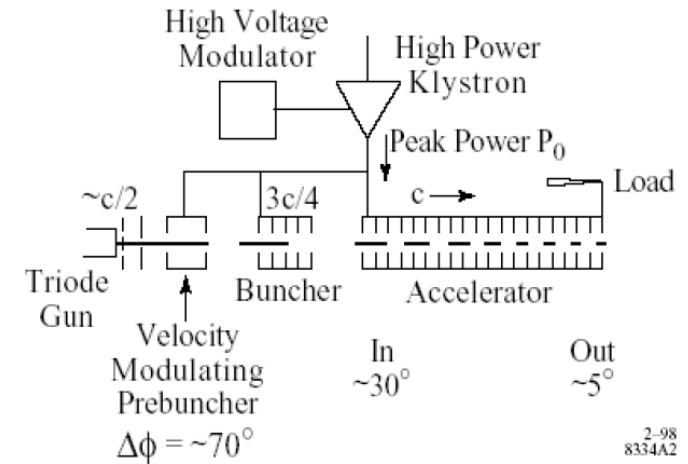 High Voltage
Modulator
High Power
Klystron
Peak Power P₀
~c/2
3c/4
c
Load
Triode
Gun
Buncher
Accelerator
Velocity
Modulating
Prebuncher
Δϕ = ~70°
In
~30°
Out
~5°
2–98
8334A2